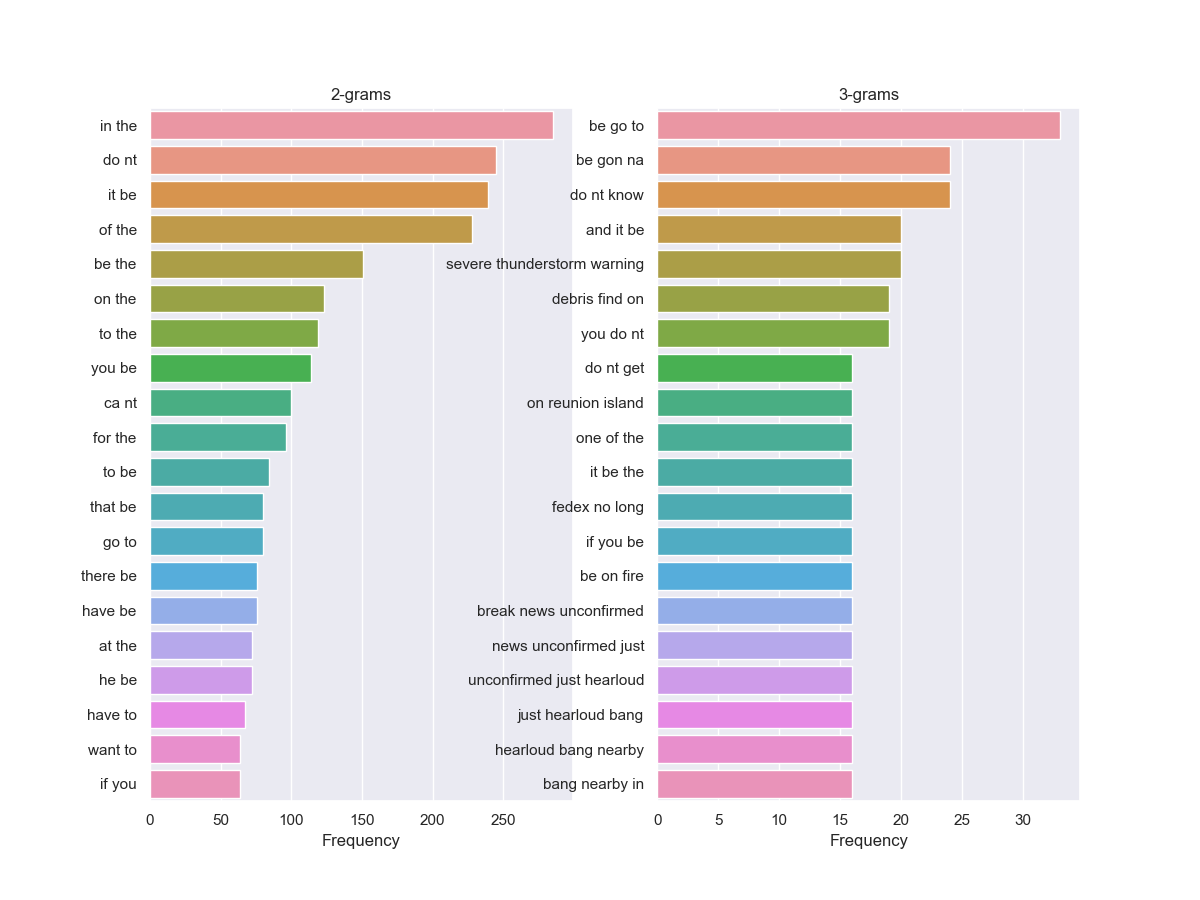 2-grams
in the
do nt
it be
of the
be the
on the
to the
you be
ca nt
for the
to be
that be
go to
there be
have be
at the
he be
have to
want to
if you
0 50 100 150 200 250
Frequency
3-grams
be go to
be gon na
do nt know
and it be
severe thunderstorm warning
debris find on
you do nt
do nt get
on reunion island
one of the
it be the
fedex no long
if you be
be on fire
break news unconfirmed
news unconfirmed just
unconfirmed just hearloud
just hearloud bang
hearloud bang nearby
bang nearby in
0 5 10 15 20 25 30
Frequency